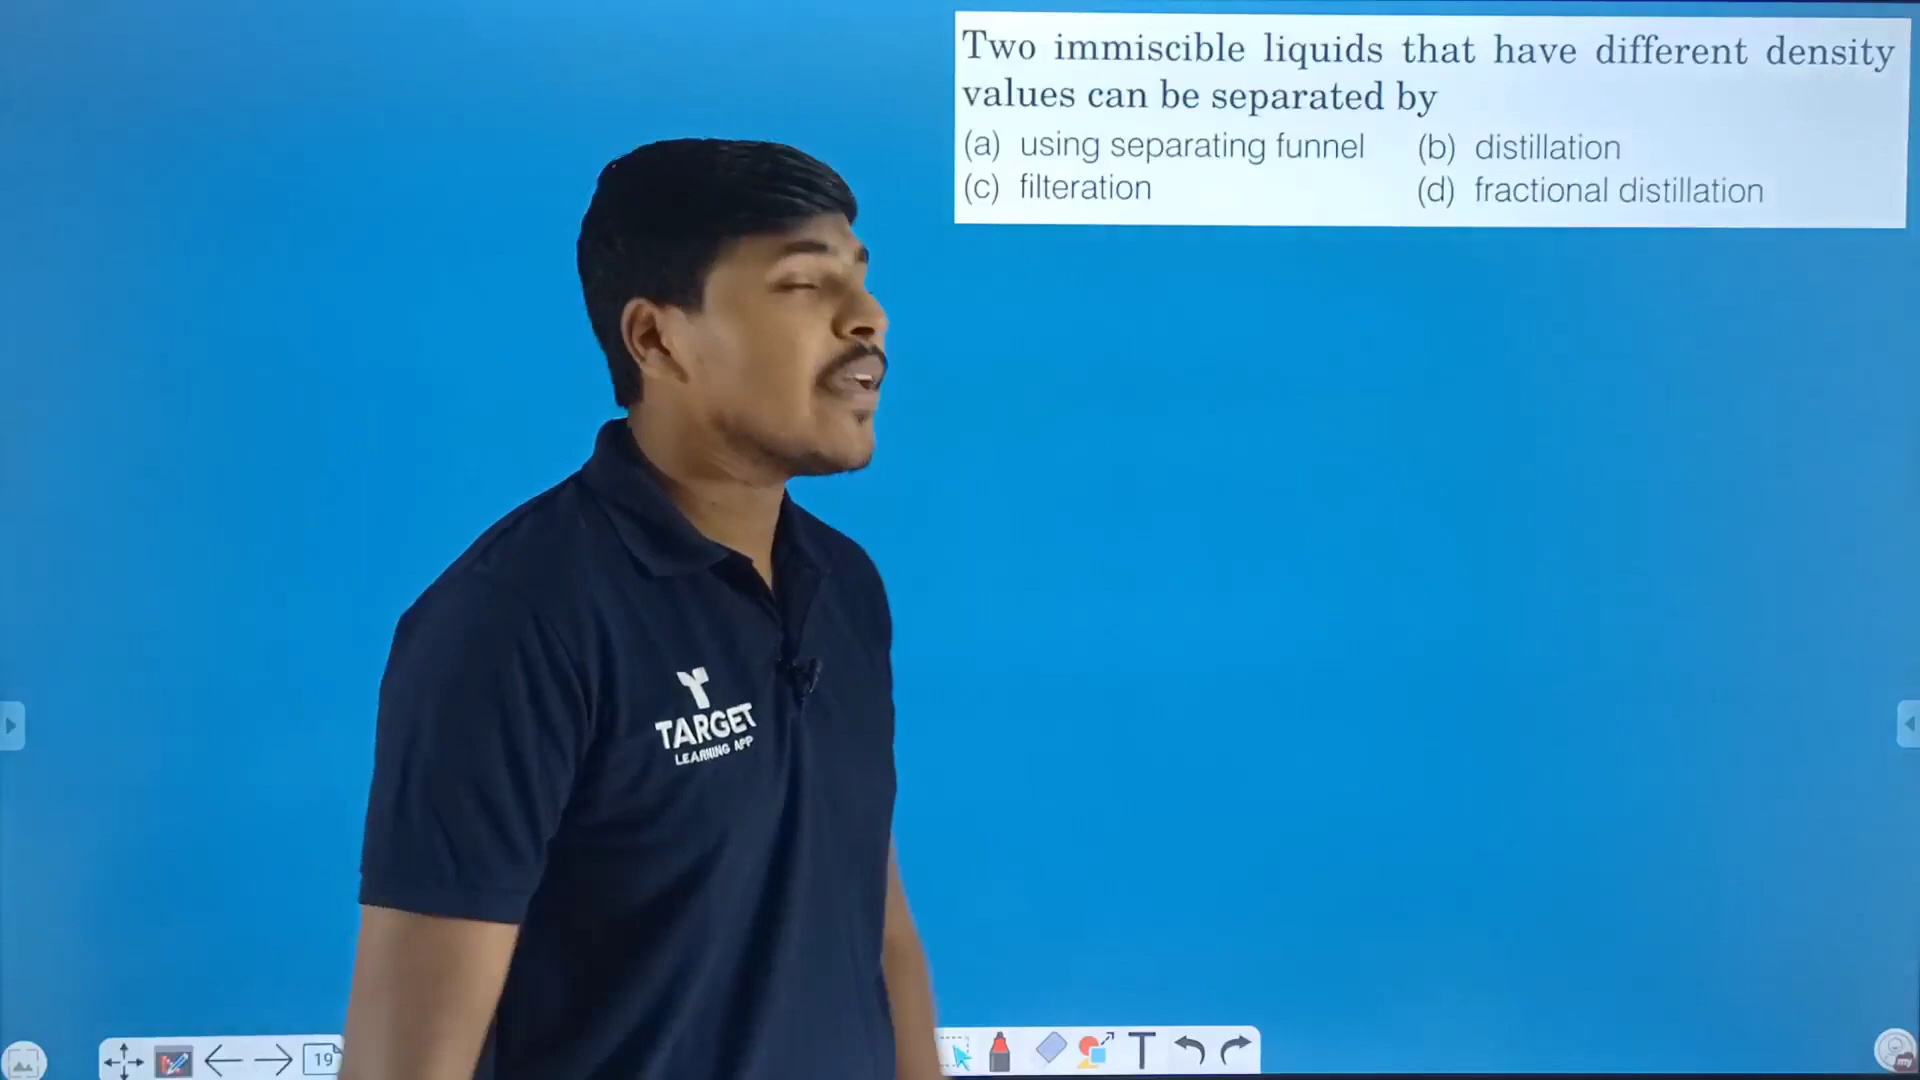 Two immiscible liquids that have different density
values can be separated by
(a) using separating funnel (b) distillation
(c) filteration (d) fractional distillation
TARGET
LEARNING APP
19
T
my